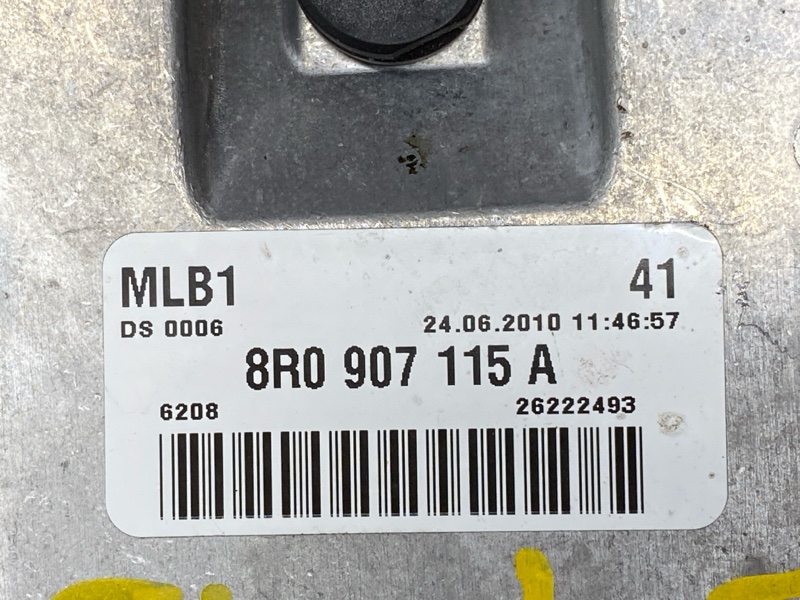 MLB1 41
DS 0006 24.06.2010 11:46:57
8R0 907 115 A
6208 26222493